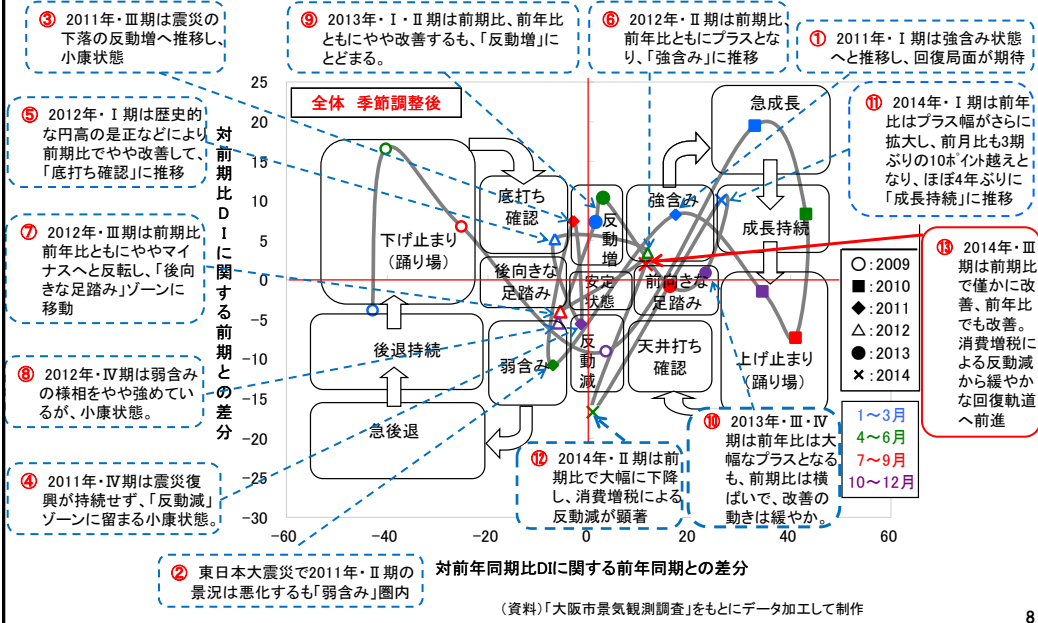 ③ 2011年・Ⅲ期は震災の
下落の反動増へ推移し、
小康状態
⑨ 2013年・Ⅰ・Ⅱ期は前期比、前年比
ともにやや改善するも、「反動増」に
とどまる。
⑥ 2012年・Ⅱ期は前期比、
前年比ともにプラスとな
り、「強含み」に推移
① 2011年・Ⅰ期は強含み状態
へと推移し、回復局面が期待
⑤ 2012年・Ⅰ期は歴史的
な円高の是正などにより
前期比でやや改善して、
「底打ち確認」に推移
⑪ 2014年・Ⅰ期は前年
比はプラス幅がさらに
拡大し、前月比も3期
ぶりの10ポイント越えと
なり、ほぼ4年ぶりに
「成長持続」に推移
⑦ 2012年・Ⅲ期は前期比
前年比ともにややマイ
ナスへと反転し、「後向
きな足踏み」ゾーンに
移動
⑬ 2014年・Ⅲ
期は前期比
で僅かに改
善、前年比
でも改善。
消費増税に
よる反動減
から緩やか
な回復軌道
へ前進
⑧ 2012年・Ⅳ期は弱含み
の様相をやや強めてい
るが、小康状態。
④ 2011年・Ⅳ期は震災復
興が持続せず、「反動減」
ゾーンに留まる小康状態。
⑫ 2014年・Ⅱ期は前
期比で大幅に下降
し、消費増税による
反動減が顕著
⑩ 2013年・Ⅲ・Ⅳ
期は前年比は大
幅なプラスとなる
も、前期比は横
ばいで、改善の
動きは緩やか。
② 東日本大震災で2011年・Ⅱ期の
景況は悪化するも「弱含み」圏内
全体 季節調整後
対前期比DIに関する前期との差分
25
20
15
10
5
0
−5
−10
−15
−20
−25
−30
−60
−40
−20
0
20
40
60
対前年同期比DIに関する前年同期との差分
下げ止まり
(踊り場)
底打ち
確認
後向きな
足踏み
後退持続
弱含み
急後退
反
動
増
安定
状態
反
動
減
強含み
前向きな
足踏み
天井打ち
確認
急成長
成長持続
上げ止まり
(踊り場)
:2009
:2010
:2011
:2012
:2013
:2014
1～3月
4～6月
7～9月
10～12月
(資料)「大阪市景気観測調査」をもとにデータ加工して制作
8